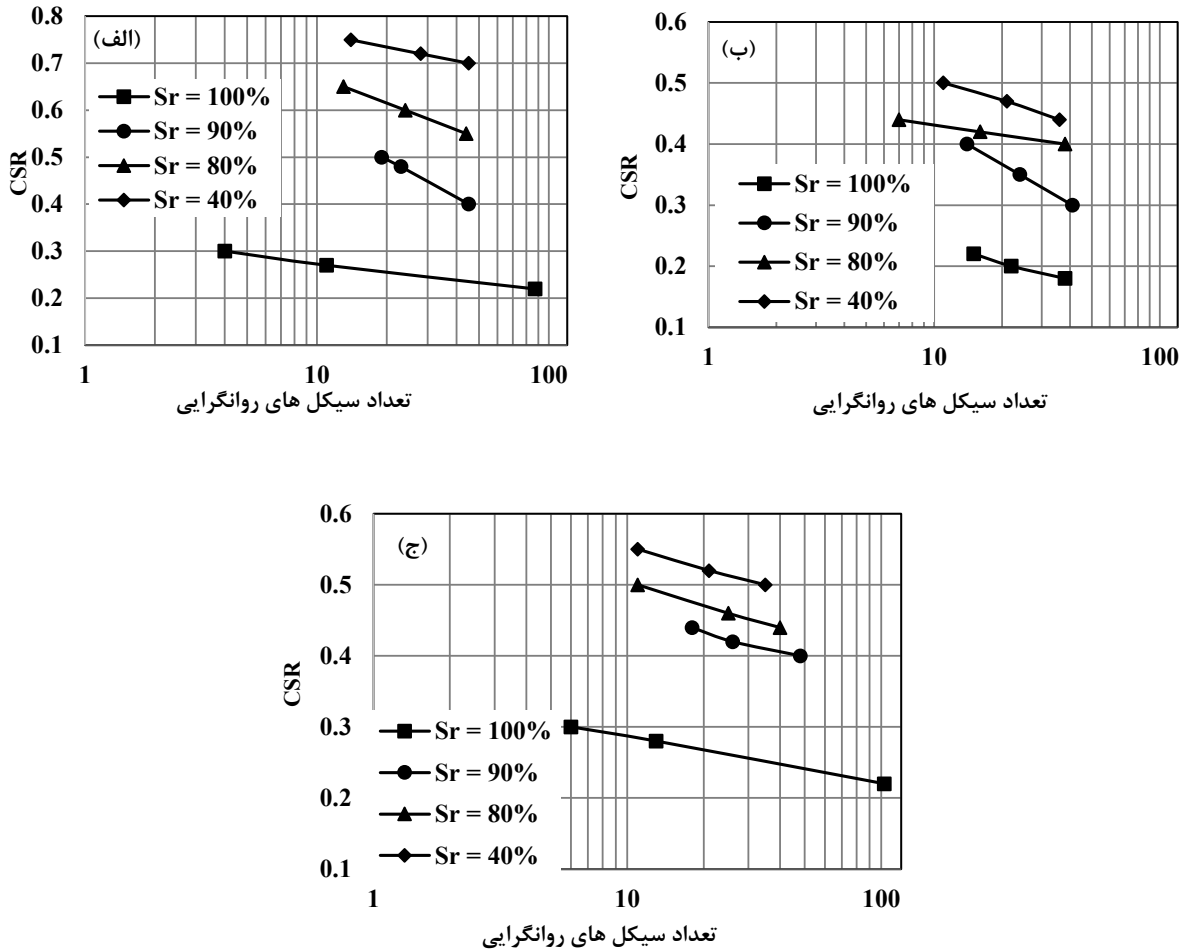 (الف)
0.8
0.7
0.6
0.5
0.4
0.3
0.2
0.1
CSR
Sr = 100%
Sr = 90%
Sr = 80%
Sr = 40%
1 10 100
تعداد سیکل های روانگرایی
(ب)
0.6
0.5
0.4
0.3
0.2
0.1
CSR
Sr = 100%
Sr = 90%
Sr = 80%
Sr = 40%
1 10 100
تعداد سیکل های روانگرایی
(ج)
0.6
0.5
0.4
0.3
0.2
0.1
CSR
Sr = 100%
Sr = 90%
Sr = 80%
Sr = 40%
1 10 100
تعداد سیکل های روانگرایی